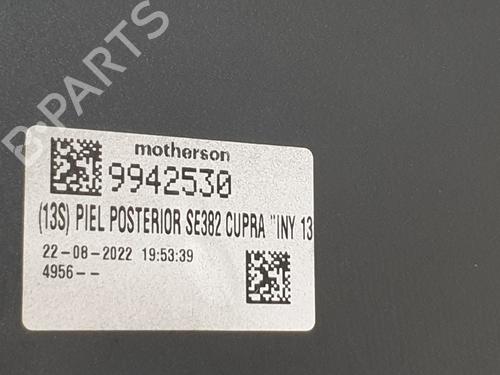 B-PARTS
motherson
9942530
(13S) PIEL POSTERIOR SE382 CUPRA "INY 13
22-08-2022 19:53:39
4956--